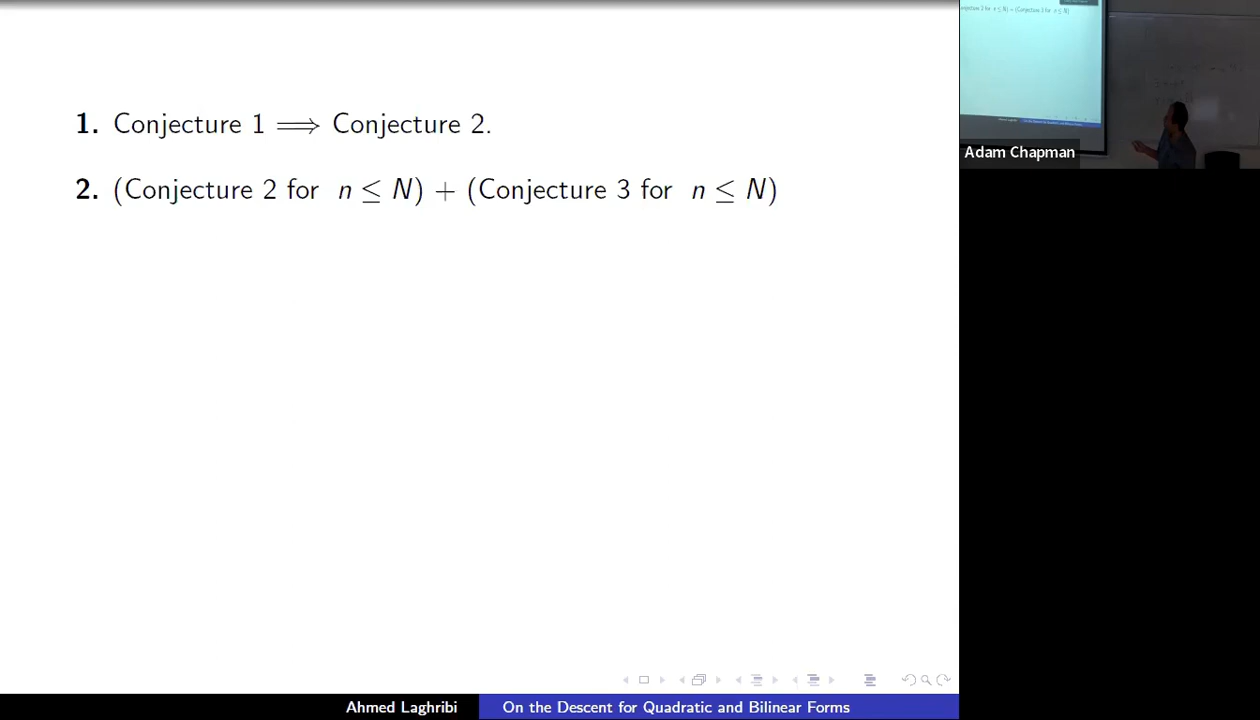 1. Conjecture 1 ⟹ Conjecture 2.
2. (Conjecture 2 for n ≤ N) + (Conjecture 3 for n ≤ N)
Adam Chapman
Ahmed Laghribi On the Descent for Quadratic and Bilinear Forms